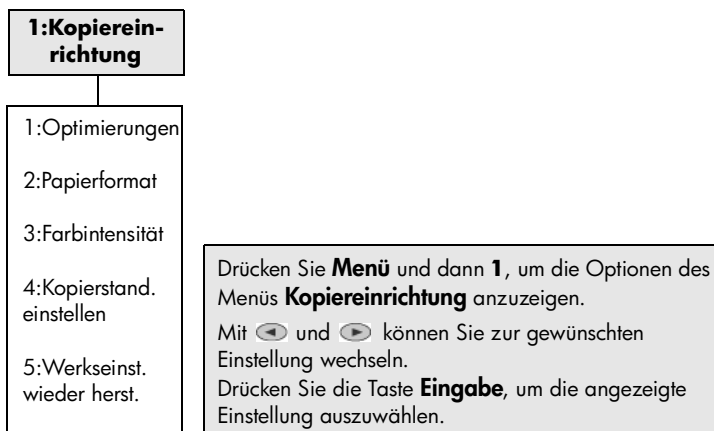 1:Kopierein-
richtung
1:Optimierungen
2:Papierformat
3:Farbintensität
4:Kopierstand.
einstellen
5:Werkseinst.
wieder herst.
Drücken Sie Menü und dann 1, um die Optionen des
Menüs Kopiereinrichtung anzuzeigen.
Mit und können Sie zur gewünschten
Einstellung wechseln.
Drücken Sie die Taste Eingabe, um die angezeigte
Einstellung auszuwählen.